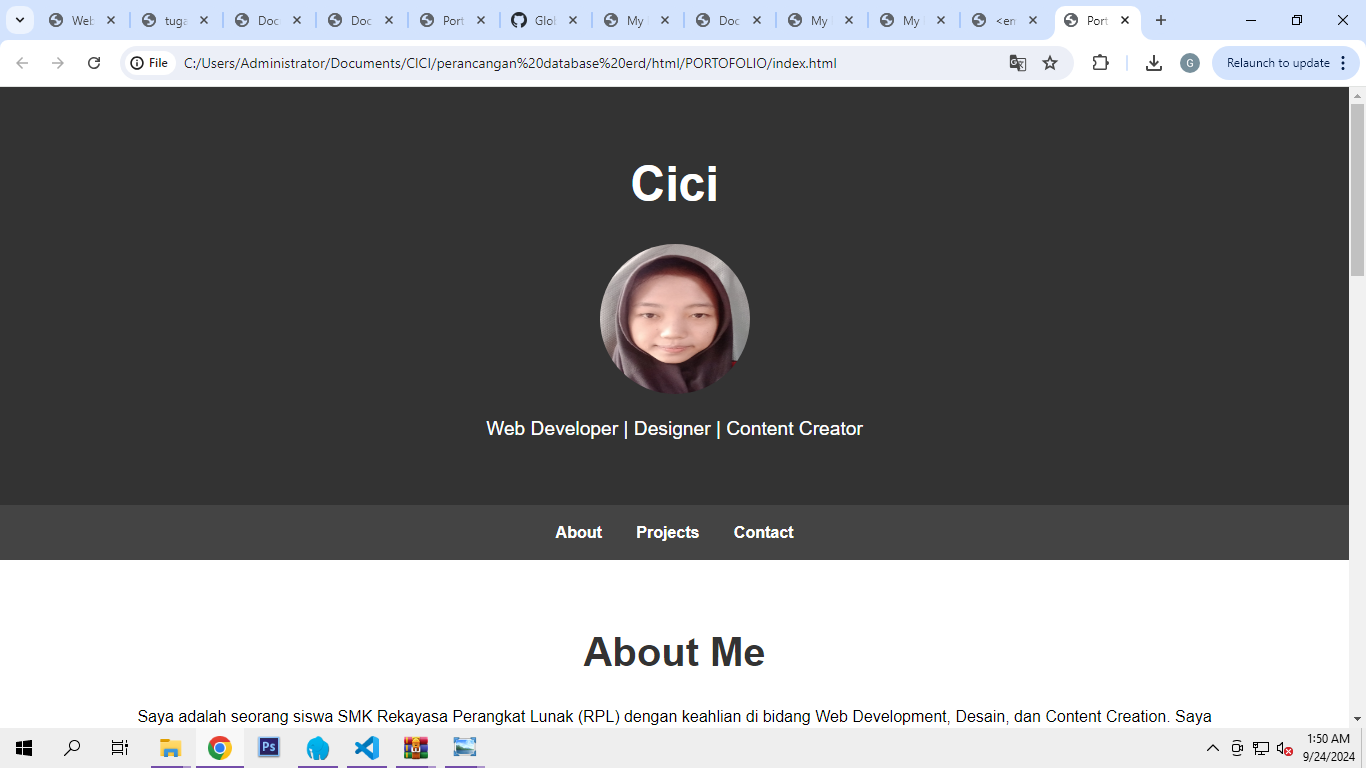 Web
tuga
Doc
Doc
Port
Glo
My
Doc
My
My
<en
Port
File
C:/Users/Administrator/Documents/CICI/perancangan%20database%20erd/html/PORTOFOLIO/index.html
G
Relaunch to update
Cici
Web Developer | Designer | Content Creator
About Projects Contact
About Me
Saya adalah seorang siswa SMK Rekayasa Perangkat Lunak (RPL) dengan keahlian di bidang Web Development, Desain, dan Content Creation. Saya
Ps
1:50 AM
9/24/2024